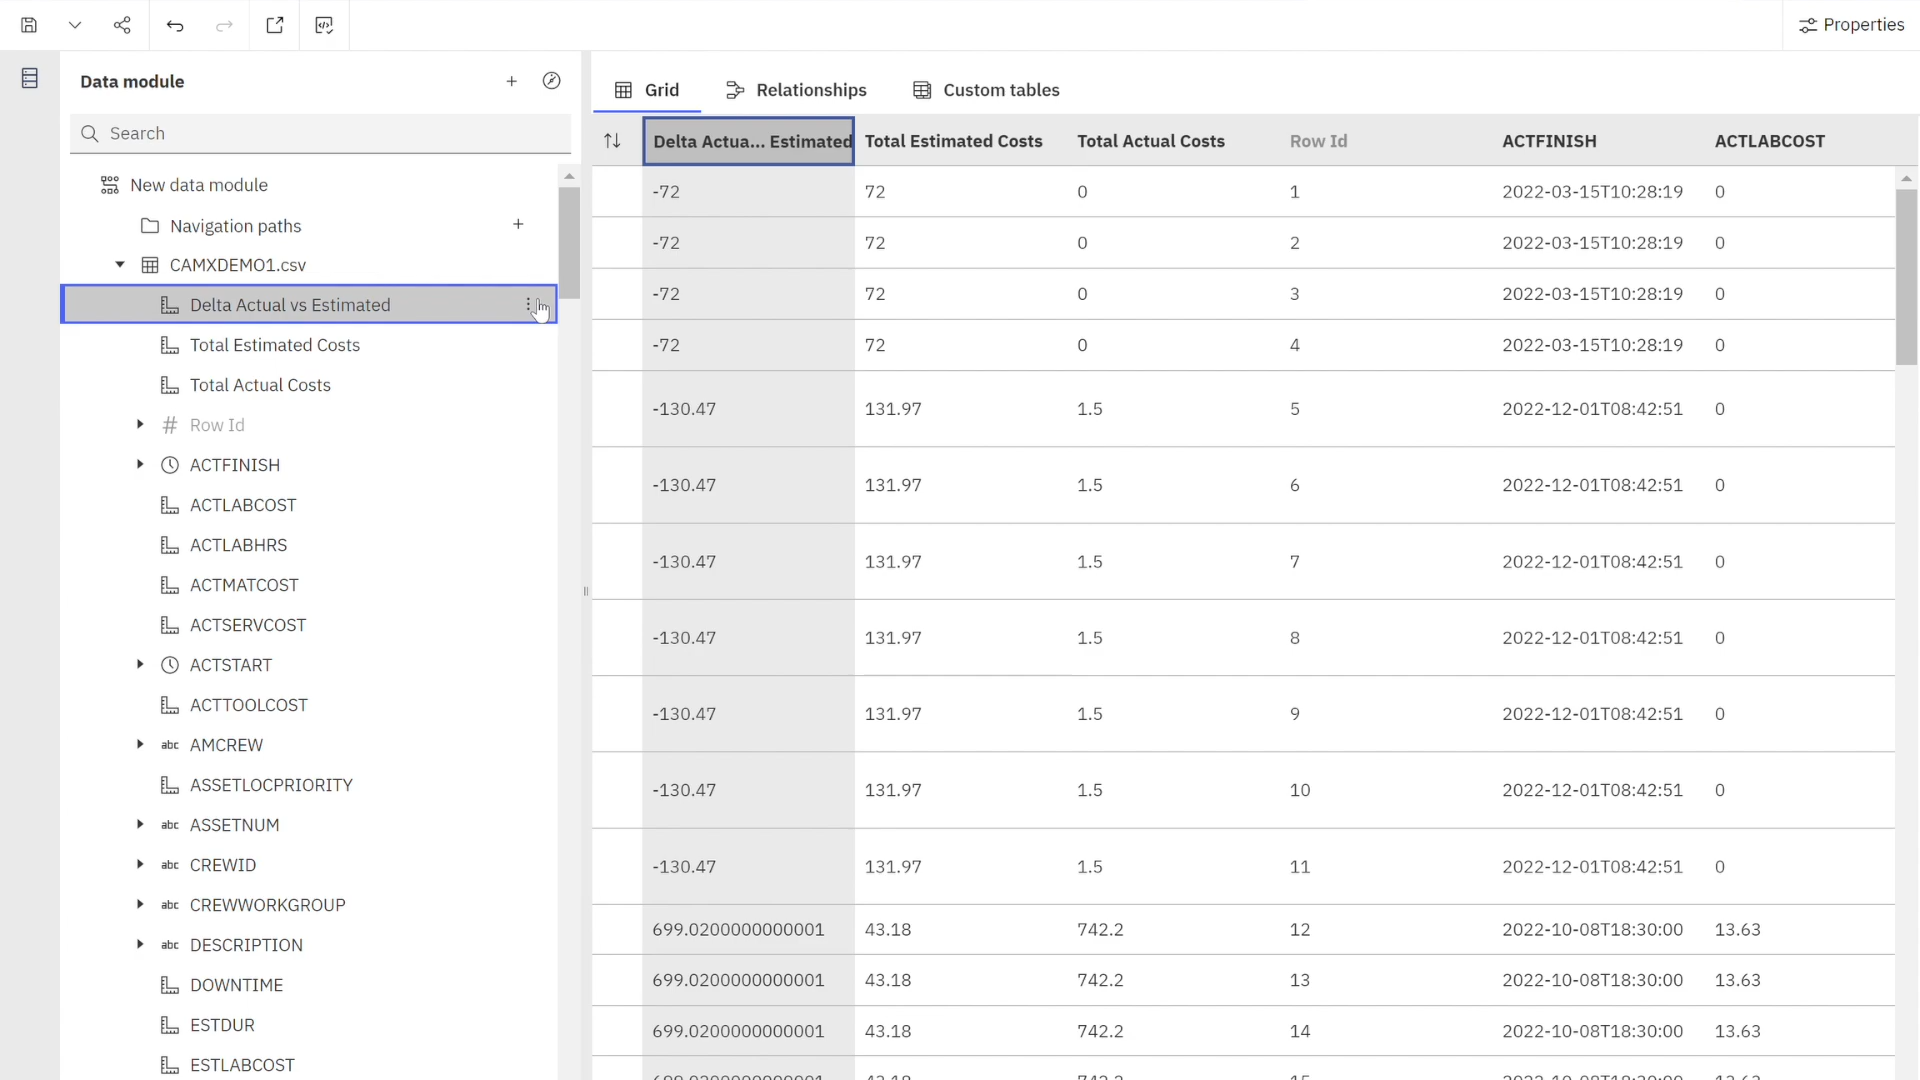 Properties
Data module
Search
New data module
Navigation paths
CAMXDEMO1.csv
Delta Actual vs Estimated
Total Estimated Costs
Total Actual Costs
# Row Id
ACTFINISH
ACTLABCOST
ACTLABHRS
ACTMATCOST
ACTSERVCOST
ACTSTART
ACTTOOLCOST
abc AMCREW
ASSETLOCPRIORITY
abc ASSETNUM
abc CREWID
abc CREWWORKGROUP
abc DESCRIPTION
DOWNTIME
ESTDUR
ESTLABCOST
Grid Relationships Custom tables
Delta Actua... Estimated Total Estimated Costs Total Actual Costs Row Id ACTFINISH ACTLABCOST
-72 72 0 1 2022-03-15T10:28:19 0
-72 72 0 2 2022-03-15T10:28:19 0
-72 72 0 3 2022-03-15T10:28:19 0
-72 72 0 4 2022-03-15T10:28:19 0
-130.47 131.97 1.5 5 2022-12-01T08:42:51 0
-130.47 131.97 1.5 6 2022-12-01T08:42:51 0
-130.47 131.97 1.5 7 2022-12-01T08:42:51 0
-130.47 131.97 1.5 8 2022-12-01T08:42:51 0
-130.47 131.97 1.5 9 2022-12-01T08:42:51 0
-130.47 131.97 1.5 10 2022-12-01T08:42:51 0
-130.47 131.97 1.5 11 2022-12-01T08:42:51 0
699.0200000000001 43.18 742.2 12 2022-10-08T18:30:00 13.63
699.0200000000001 43.18 742.2 13 2022-10-08T18:30:00 13.63
699.0200000000001 43.18 742.2 14 2022-10-08T18:30:00 13.63